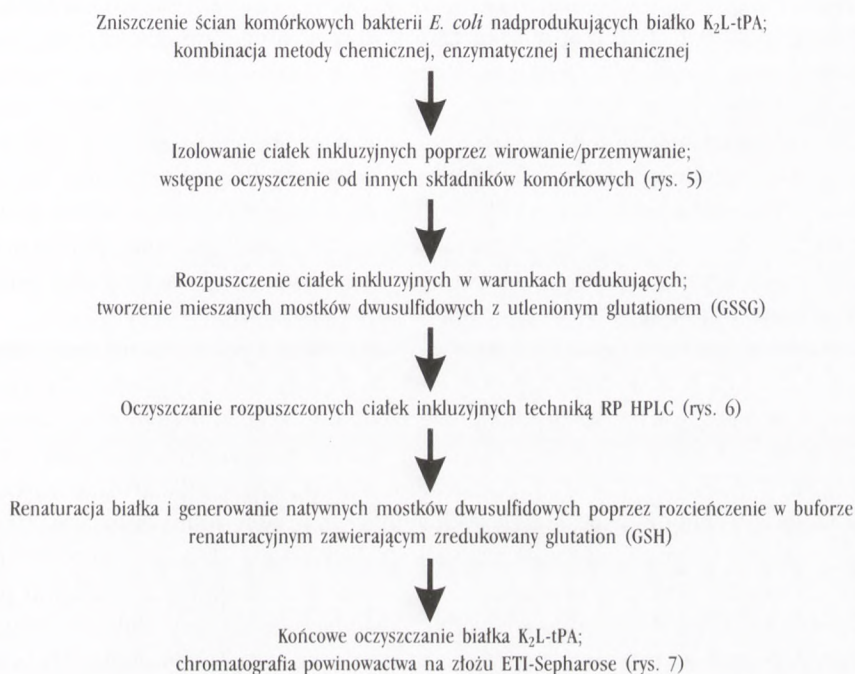 Zniszczenie ścian komórkowych bakterii E. coli nadprodukujących białko K₂L-tPA;
kombinacja metody chemicznej, enzymatycznej i mechanicznej
Izolowanie ciałek inkluzyjnych poprzez wirowanie/przemywanie;
wstępne oczyszczenie od innych składników komórkowych (rys. 5)
Rozpuszczenie ciałek inkluzyjnych w warunkach redukujących;
tworzenie mieszanych mostków dwusulfidowych z utlenionym glutationem (GSSG)
Oczyszczanie rozpuszczonych ciałek inkluzyjnych techniką RP HPLC (rys. 6)
Renaturacja białka i generowanie natywnych mostków dwusulfidowych poprzez rozcieńczenie w buforze
renaturacyjnym zawierającym zredukowany glutation (GSH)
Końcowe oczyszczanie białka K₂L-tPA;
chromatografia powinowactwa na złożu ETI-Sepharose (rys. 7)